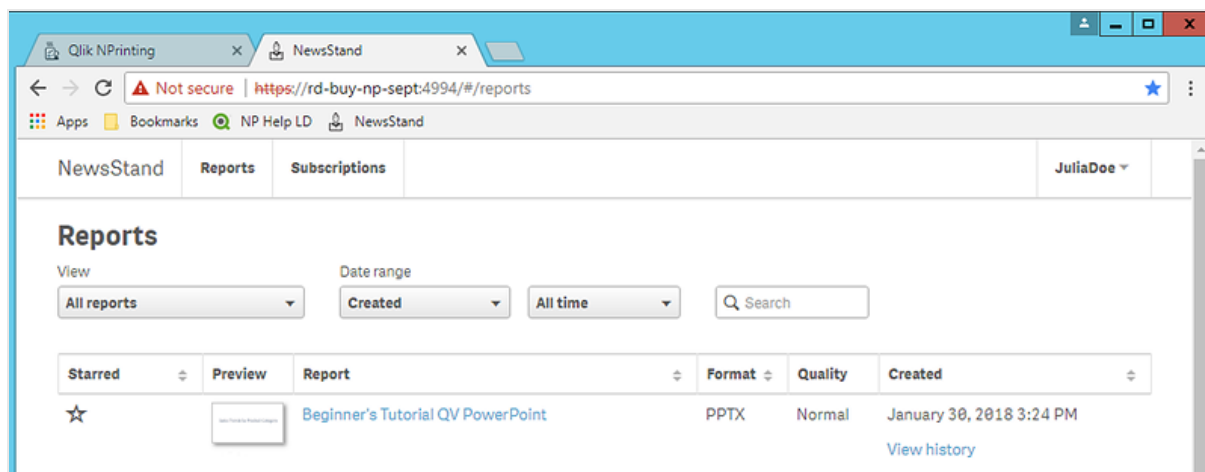 Qlik NPrinting NewsStand
Not secure https://rd-buy-np-sept:4994/#/reports
Apps Bookmarks NP Help LD NewsStand
NewsStand Reports Subscriptions JuliaDoe
Reports
View Date range
All reports Created All time Search
Starred Preview Report Format Quality Created
Beginner's Tutorial QV PowerPoint PPTX Normal January 30, 2018 3:24 PM
View history